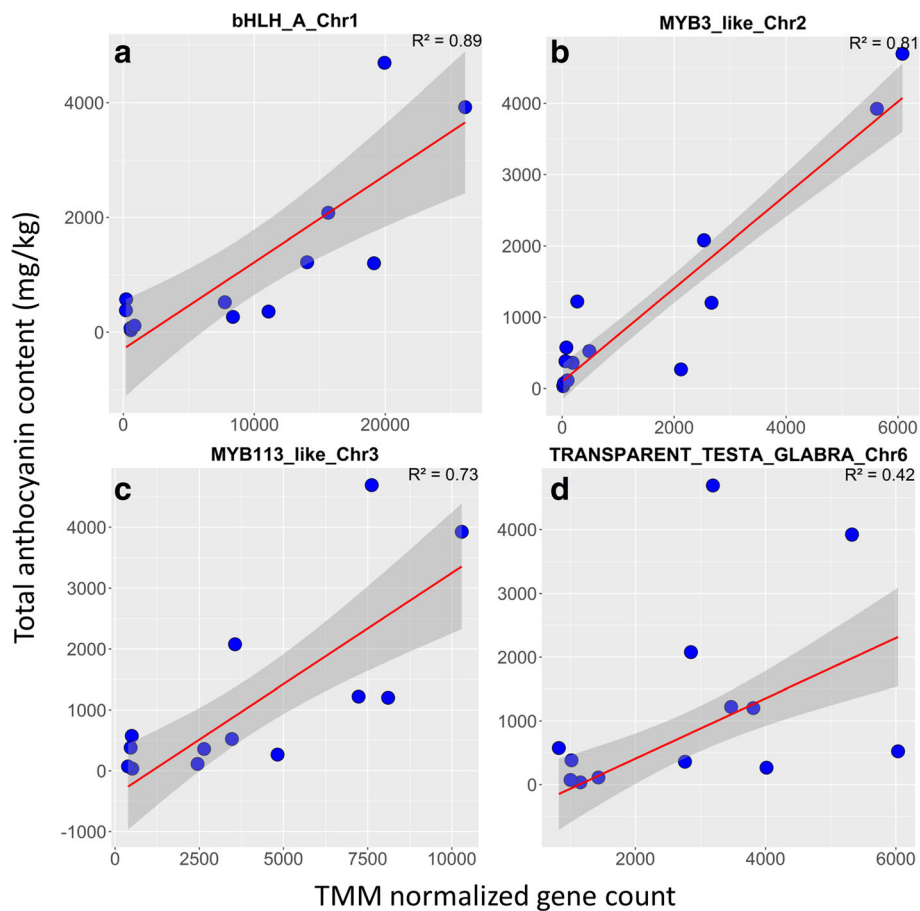 bHLH_A_Chr1
a
R² = 0.89
4000
2000
0
0 10000 20000
MYB3_like_Chr2
b
R² = 0.81
4000
3000
2000
1000
0
0 2000 4000 6000
MYB113_like_Chr3
c
R² = 0.73
4000
3000
2000
1000
0
-1000
0 2500 5000 7500 10000
TRANSPARENT_TESTA_GLABRA_Chr6
d
R² = 0.42
4000
3000
2000
1000
0
2000 4000 6000
Total anthocyanin content (mg/kg)
TMM normalized gene count